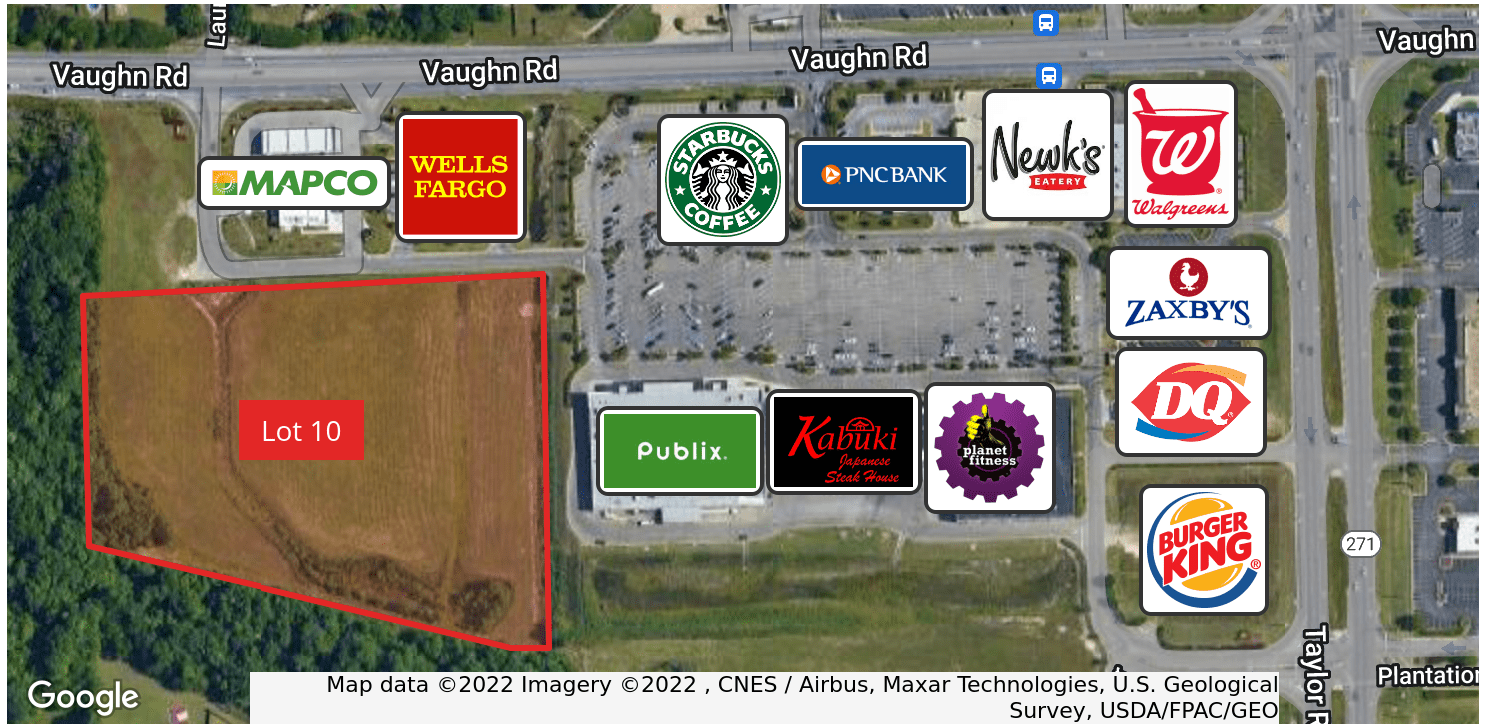 Laur
Vaughn Rd
Vaughn Rd
Vaughn Rd
Vaughn
MAPCO
WELLS
FARGO
STARBUCKS
COFFEE
PNCBANK
Newk's
EATERY
Walgreens
ZAXBY'S
DQ
Lot 10
Publix.
Kabuki
Japanese
Steak House
planet
fitness
BURGER
KING
271
Taylor R
Plantation
Google
Map data ©2022 Imagery ©2022 , CNES / Airbus, Maxar Technologies, U.S. Geological
Survey, USDA/FPAC/GEO